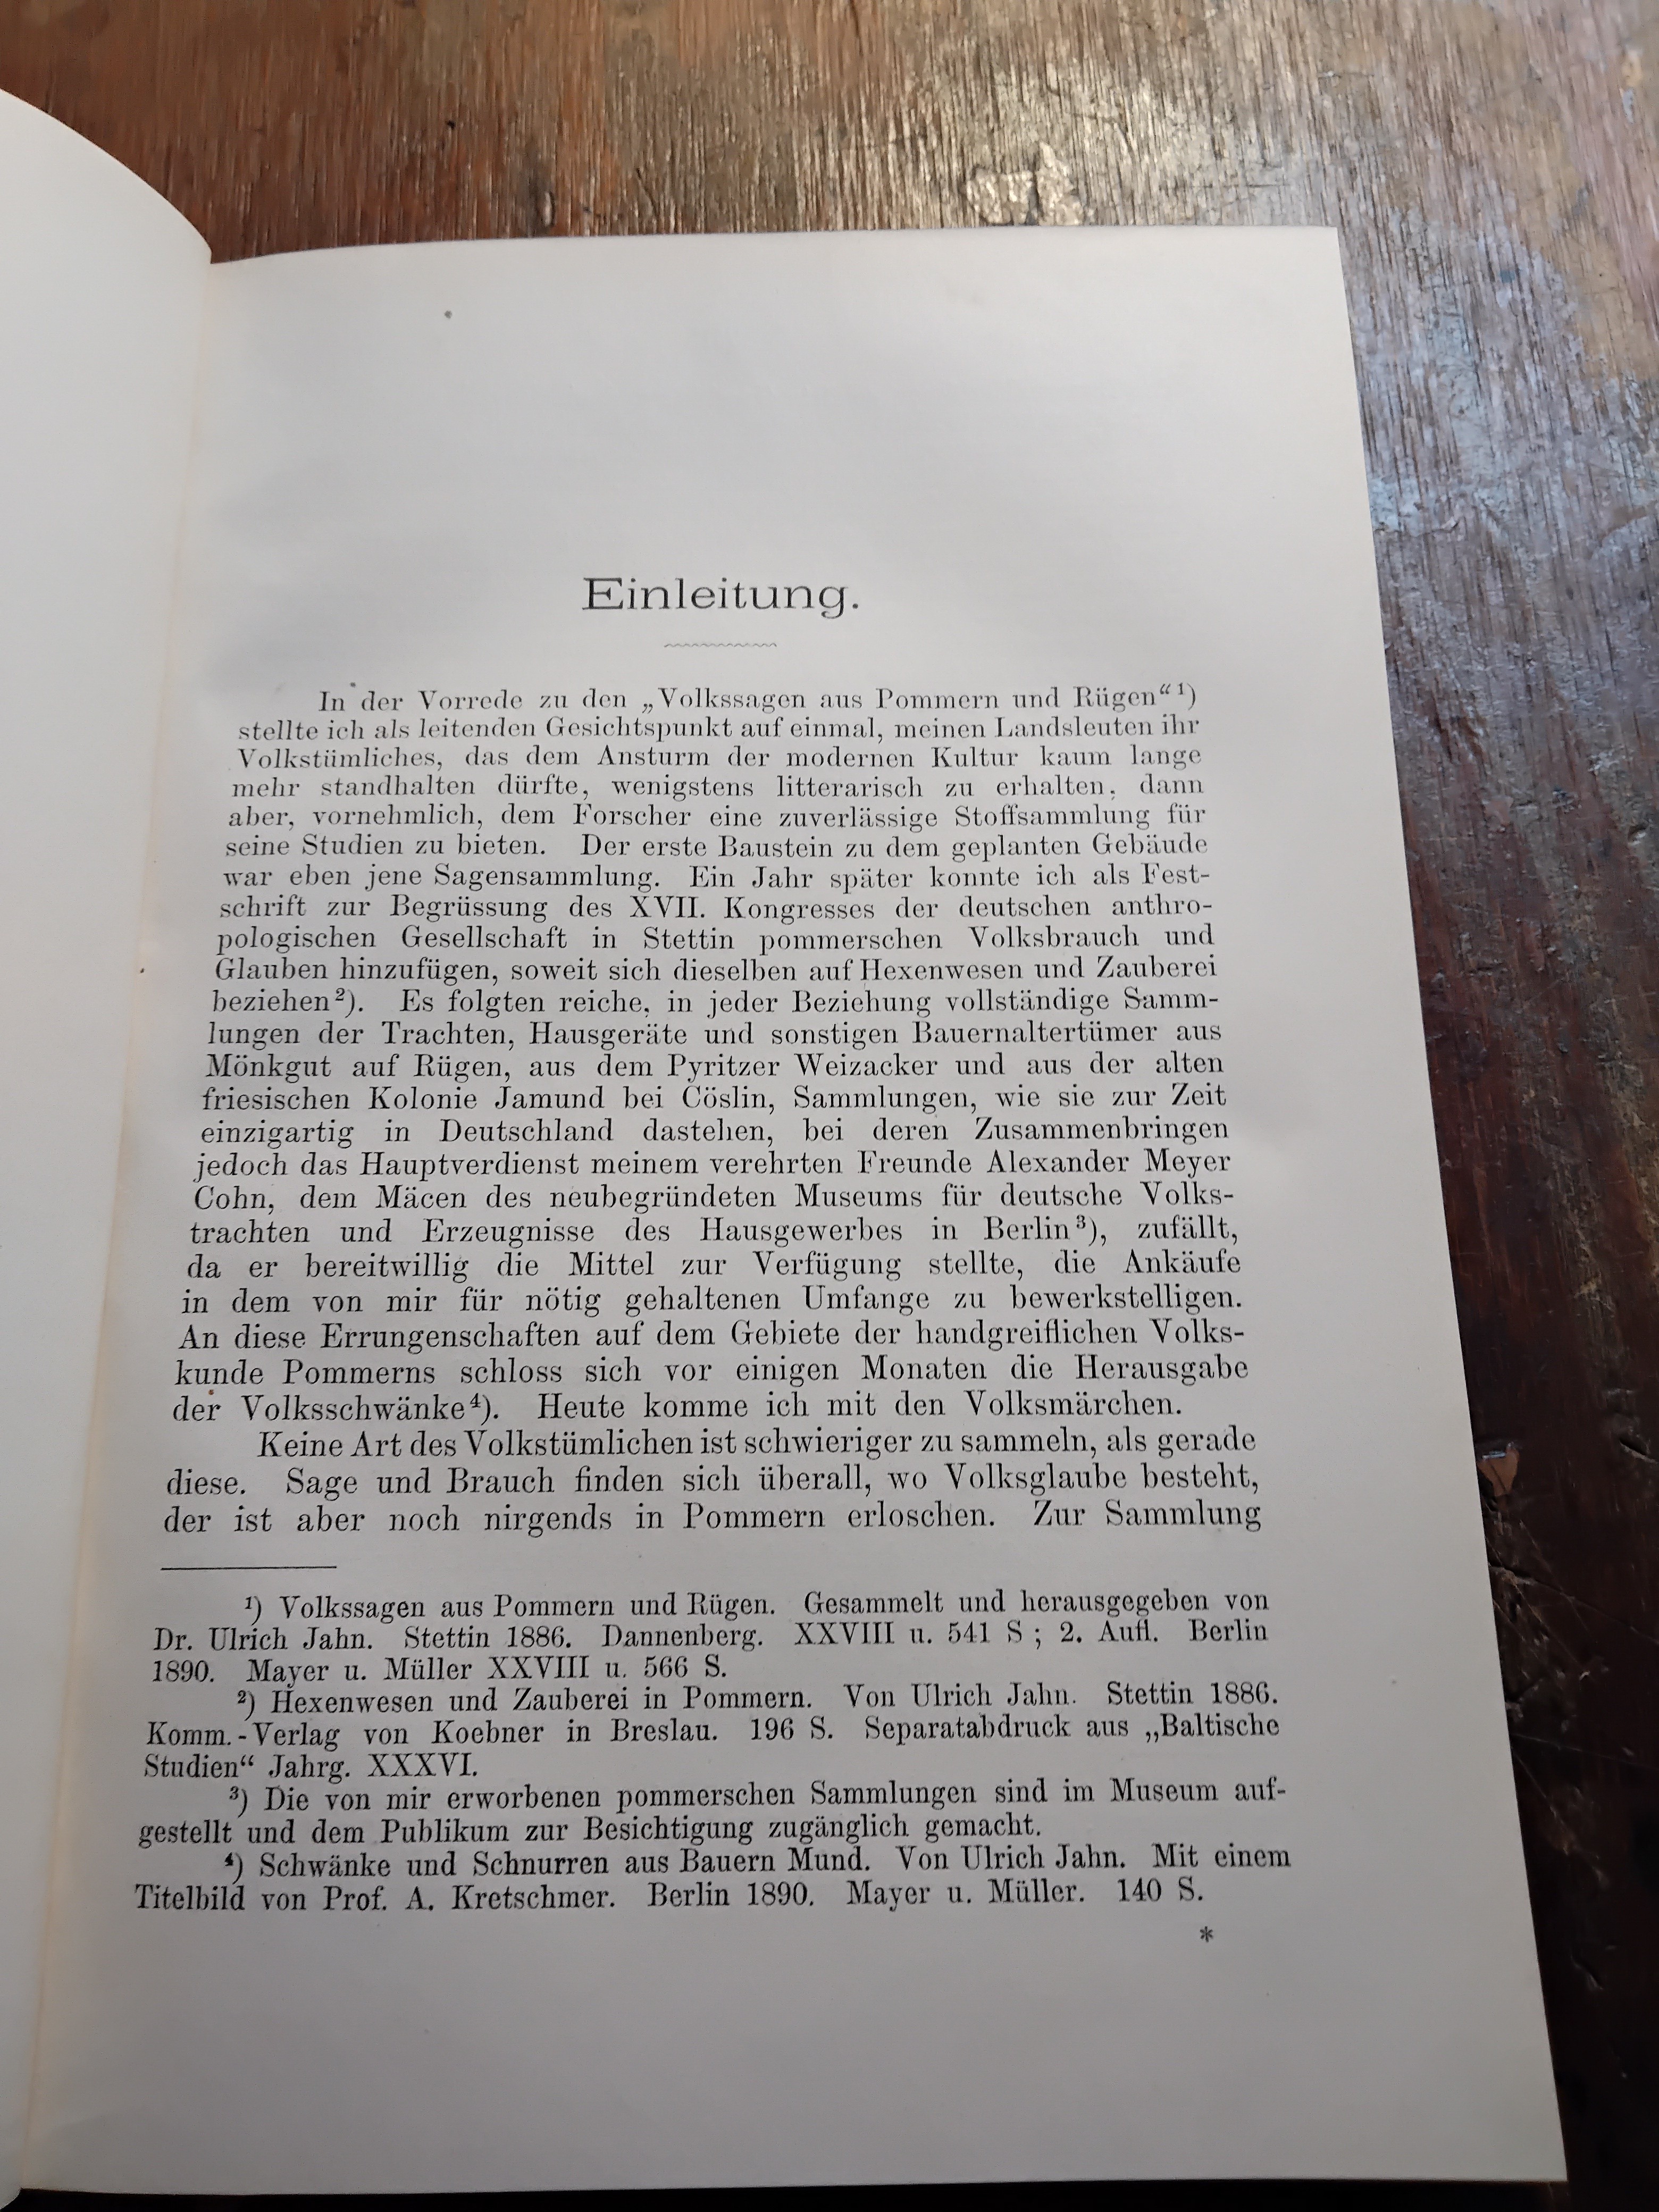 Einleitung.
In der Vorrede zu den „Volkssagen aus Pommern und Rügen“¹)
stellte ich als leitenden Gesichtspunkt auf einmal, meinen Landsleuten ihr
Volkstümliches, das dem Ansturm der modernen Kultur kaum lange
mehr standhalten dürfte, wenigstens litterarisch zu erhalten, dann
aber, vornehmlich, dem Forscher eine zuverlässige Stoffsammlung für
seine Studien zu bieten. Der erste Baustein zu dem geplanten Gebäude
war eben jene Sagensammlung. Ein Jahr später konnte ich als Fest-
schrift zur Begrüssung des XVII. Kongresses der deutschen anthro-
pologischen Gesellschaft in Stettin pommerschen Volksbrauch und
Glauben hinzufügen, soweit sich dieselben auf Hexenwesen und Zauberei
beziehen²). Es folgten reiche, in jeder Beziehung vollständige Samm-
lungen der Trachten, Hausgeräte und sonstigen Bauernaltertümer aus
Mönkgut auf Rügen, aus dem Pyritzer Weizacker und aus der alten
friesischen Kolonie Jamund bei Cöslin, Sammlungen, wie sie zur Zeit
einzigartig in Deutschland dastehen, bei deren Zusammenbringen
jedoch das Hauptverdienst meinem verehrten Freunde Alexander Meyer
Cohn, dem Mäcen des neubegründeten Museums für deutsche Volks-
trachten und Erzeugnisse des Hausgewerbes in Berlin³), zufällt,
da er bereitwillig die Mittel zur Verfügung stellte, die Ankäufe
in dem von mir für nötig gehaltenen Umfange zu bewerkstelligen.
An diese Errungenschaften auf dem Gebiete der handgreiflichen Volks-
kunde Pommerns schloss sich vor einigen Monaten die Herausgabe
der Volksschwänke⁴). Heute komme ich mit den Volksmärchen.
Keine Art des Volkstümlichen ist schwieriger zu sammeln, als gerade
diese. Sage und Brauch finden sich überall, wo Volksglaube besteht,
der ist aber noch nirgends in Pommern erloschen. Zur Sammlung
¹) Volkssagen aus Pommern und Rügen. Gesammelt und herausgegeben von
Dr. Ulrich Jahn. Stettin 1886. Dannenberg. XXVIII u. 541 S ; 2. Aufl. Berlin
1890. Mayer u. Müller XXVIII u. 566 S.
²) Hexenwesen und Zauberei in Pommern. Von Ulrich Jahn. Stettin 1886.
Komm.-Verlag von Koebner in Breslau. 196 S. Separatabdruck aus „Baltische
Studien“ Jahrg. XXXVI.
³) Die von mir erworbenen pommerschen Sammlungen sind im Museum auf-
gestellt und dem Publikum zur Besichtigung zugänglich gemacht.
⁴) Schwänke und Schnurren aus Bauern Mund. Von Ulrich Jahn. Mit einem
Titelbild von Prof. A. Kretschmer. Berlin 1890. Mayer u. Müller. 140 S.
*